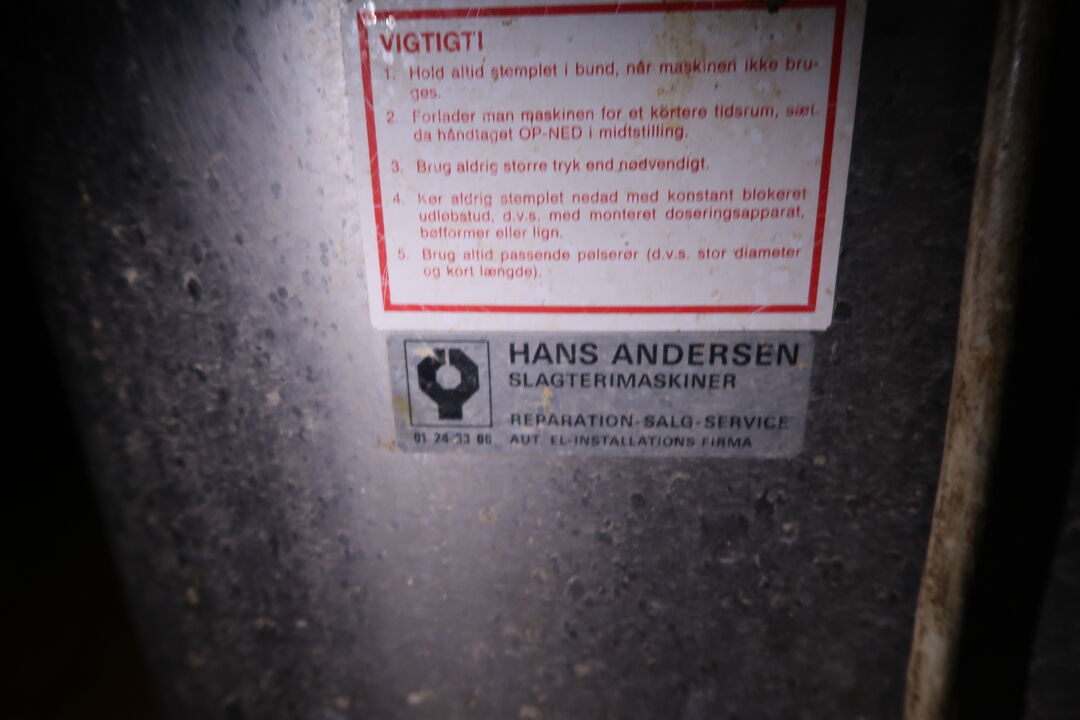 VIGTIGT!
1. Hold altid stemplet i bund, når maskinen ikke bru-
ges.
2. Forlader man maskinen for et kortere tidsrum, sæt
da håndtaget OP-NED i midtstilling.
3. Brug aldrig større tryk end nødvendigt.
4. Kør aldrig stemplet nedad med konstant blokeret
udløbstud, d.v.s. med monteret doseringsapparat,
bøfformer eller lign.
5. Brug altid passende pølserør (d.v.s. stor diameter
og kort længde).
HANS ANDERSEN
SLAGTERIMASKINER
REPARATION-SALG-SERVICE
01 24 33 06 AUT. EL-INSTALLATIONS FIRMA